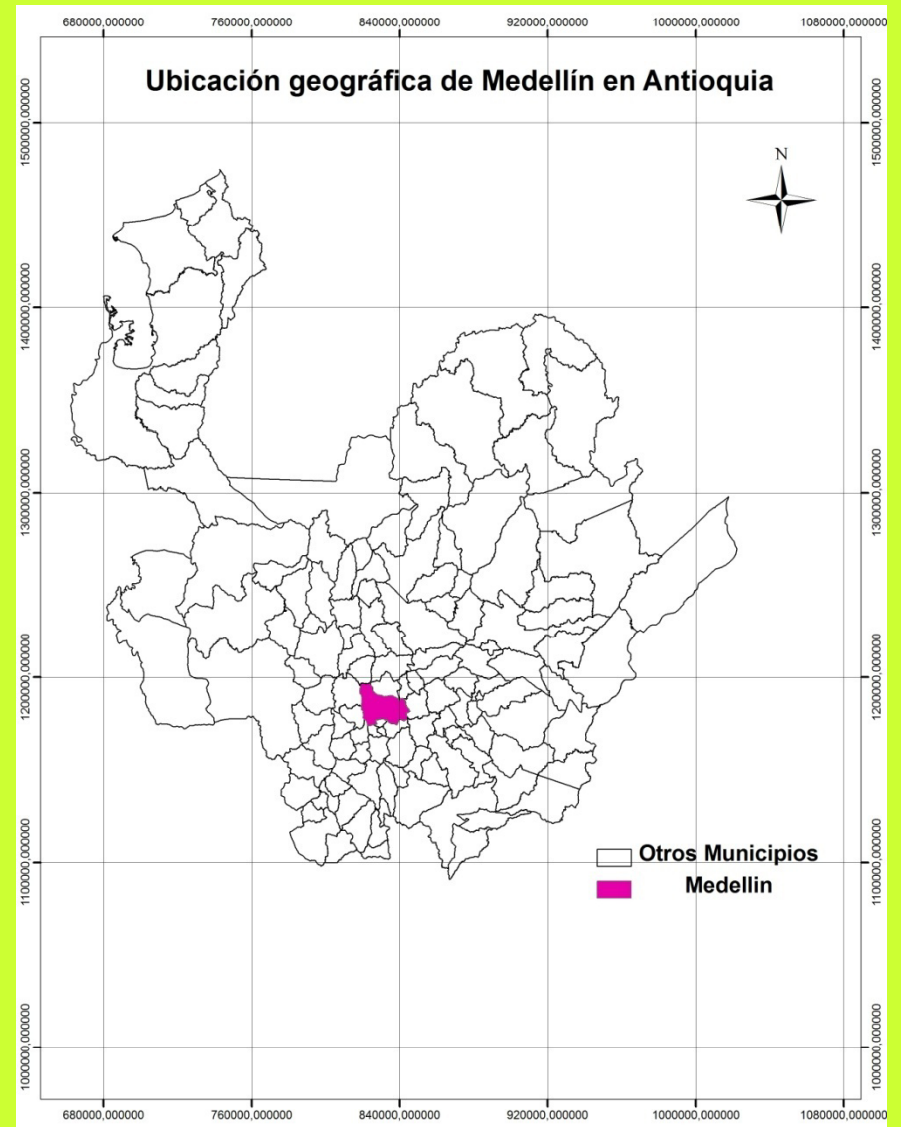 680000,000000 760000,000000 840000,000000 920000,000000 1000000,000000 1080000,000000
Ubicación geográfica de Medellín en Antioquia
1500000,000000 1500000,000000
N
1400000,000000 1400000,000000
1300000,000000 1300000,000000
1200000,000000 1200000,000000
Otros Municipios
1100000,000000 1100000,000000
Medellin
1000000,000000 1000000,000000
680000,000000 760000,000000 840000,000000 920000,000000 1000000,000000 1080000,000000